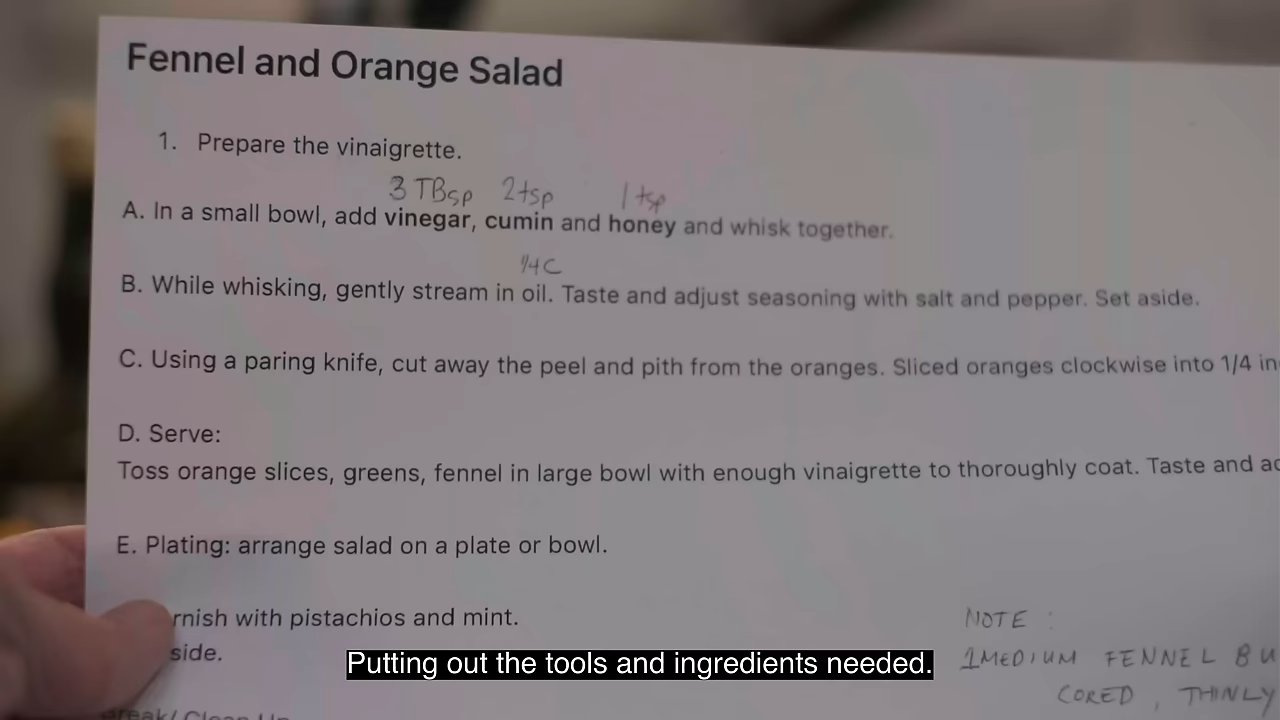 Fennel and Orange Salad
1. Prepare the vinaigrette.
3 TBsp 2tsp 1 tsp
A. In a small bowl, add vinegar, cumin and honey and whisk together.
1/4 C
B. While whisking, gently stream in oil. Taste and adjust seasoning with salt and pepper. Set aside.
C. Using a paring knife, cut away the peel and pith from the oranges. Sliced oranges clockwise into 1/4 in
D. Serve:
Toss orange slices, greens, fennel in large bowl with enough vinaigrette to thoroughly coat. Taste and
E. Plating: arrange salad on a plate or bowl.
rnish with pistachios and mint.
side.
NOTE :
1 MEDIUM FENNEL BU
CORED, THINLY
Putting out the tools and ingredients needed.